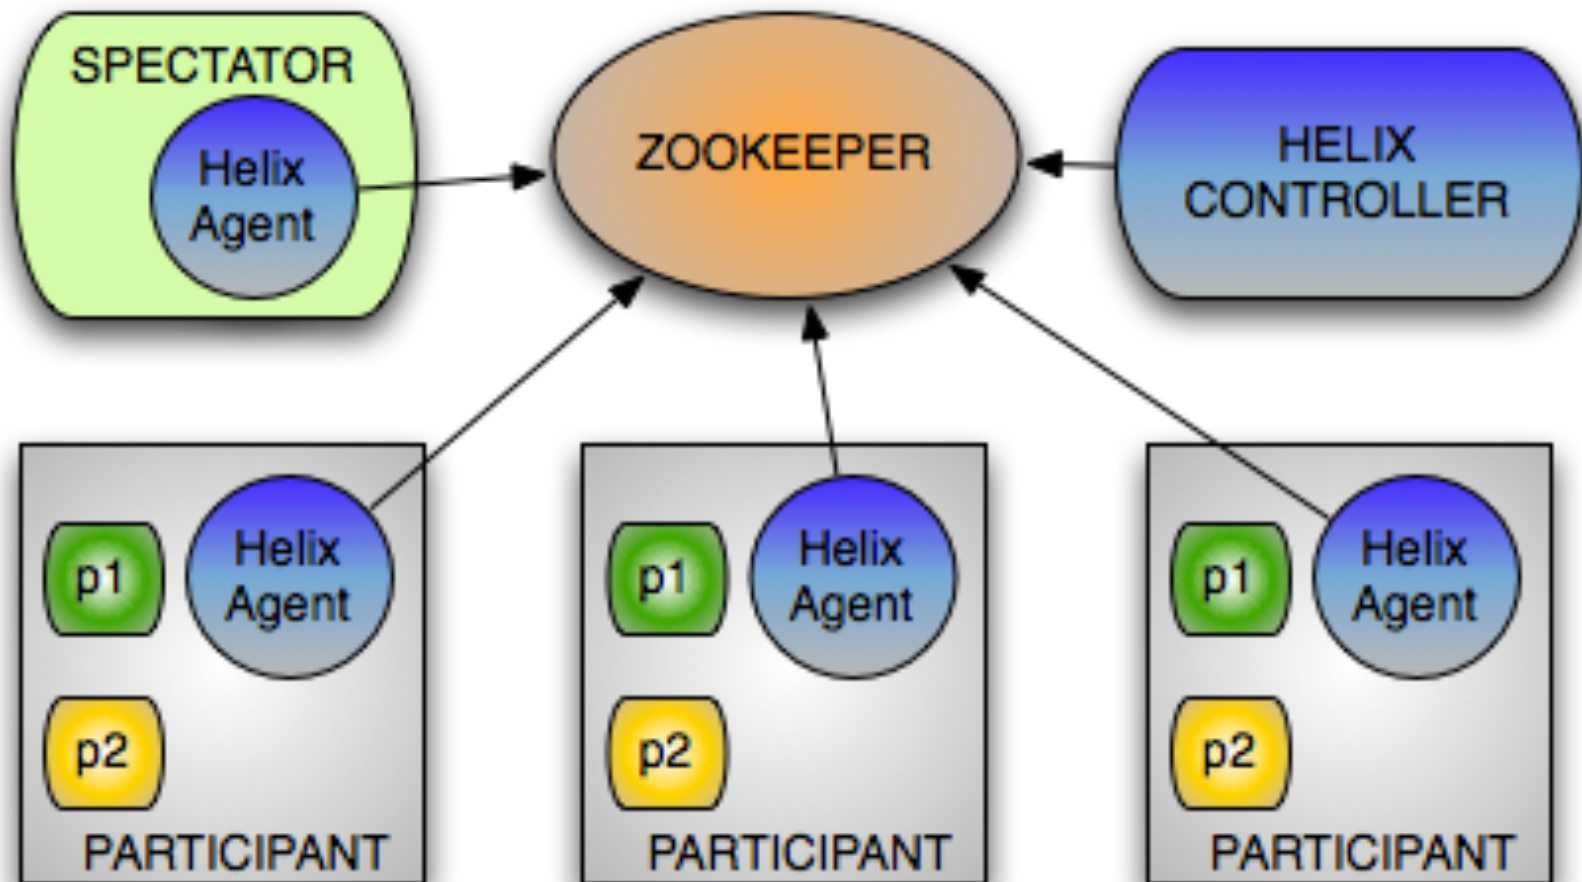 SPECTATOR
Helix
Agent
ZOOKEEPER
HELIX
CONTROLLER
p1
Helix
Agent
p2
PARTICIPANT
p1
Helix
Agent
p2
PARTICIPANT
p1
Helix
Agent
p2
PARTICIPANT